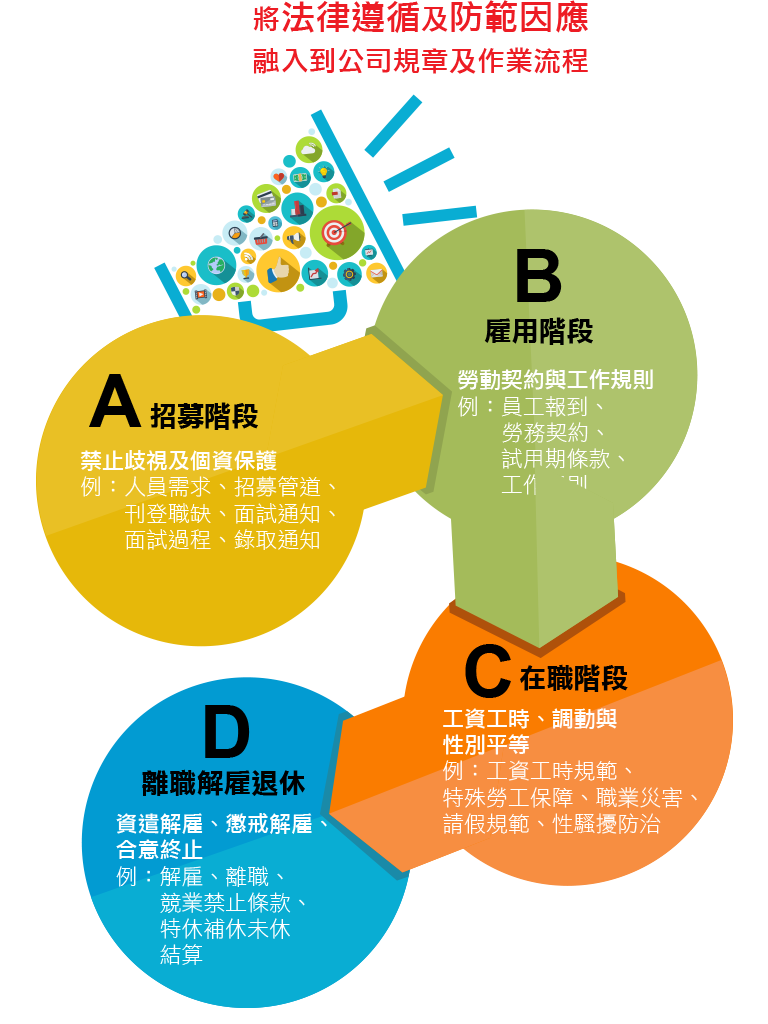 將法律遵循及防範因應
融入到公司規章及作業流程
A 招募階段
禁止歧視及個資保護
例：人員需求、招募管道、
刊登職缺、面試通知、
面試過程、錄取通知
B
雇用階段
勞動契約與工作規則
例：員工報到、
勞務契約、
試用期條款、
工作 則
C 在職階段
工資工時、調動與
性別平等
例：工資工時規範、
特殊勞工保障、職業災害、
請假規範、性騷擾防治
D
離職解雇退休
資遣解雇、懲戒解雇、
合意終止
例：解雇、離職、
競業禁止條款、
特休補休未休
結算